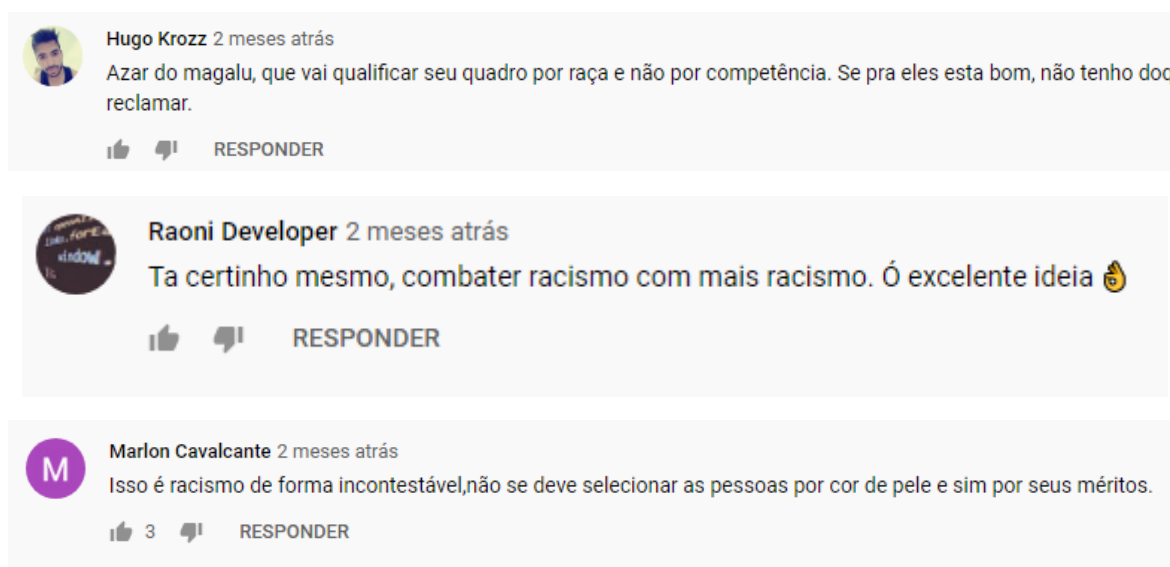 Hugo Krozz 2 meses atrás
Azar do magalu, que vai qualificar seu quadro por raça e não por competência. Se pra eles esta bom, não tenho
reclamar.
RESPONDER
Raoni Developer 2 meses atrás
Ta certinho mesmo, combater racismo com mais racismo. Ó excelente ideia 👌
RESPONDER
M
Marlon Cavalcante 2 meses atrás
Isso é racismo de forma incontestável,não se deve selecionar as pessoas por cor de pele e sim por seus méritos.
3
RESPONDER